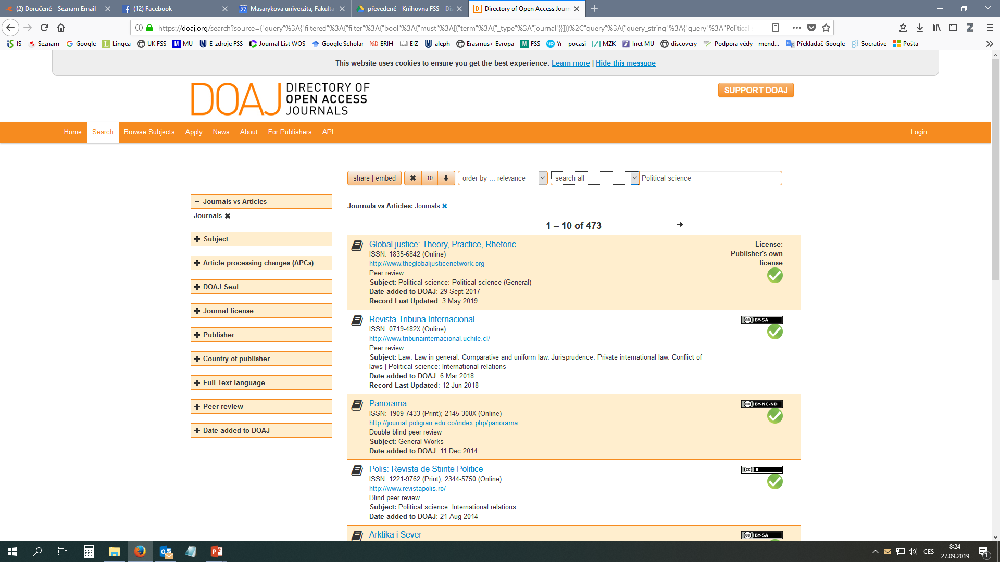 (2) Doručené – Seznam Email
(12) Facebook
27 Masarykova univerzita, Fakulta
převedené - Knihovna FSS – Dis
D Directory of Open Access Journ
https://doaj.org/search?source={"query"%3A{"filtered"%3A{"filter"%3A{"bool"%3A{"must"%3A[{"term"%3A{"_type"%3A"journal"}}]}}%2C"query"%3A{"query_string"%3A{"query"%3A"Political
IS
Seznam
Google
Lingea
UK FSS
MU
E-zdroje FSS
Journal List WOS
Google Scholar
ERIH
EIZ
aleph
Erasmus+ Evropa
FSS
Yr – pocasi
MZK
Inet MU
discovery
Podpora vědy - mend...
Překladač Google
Socrative
Pošta
This website uses cookies to ensure you get the best experience. Learn more | Hide this message
DOAJ DIRECTORY OF
OPEN ACCESS
JOURNALS
SUPPORT DOAJ
Home Search Browse Subjects Apply News About For Publishers API Login
share | embed 10 order by ... relevance search all Political science
Journals vs Articles
Journals
Subject
Article processing charges (APCs)
DOAJ Seal
Journal license
Publisher
Country of publisher
Full Text language
Peer review
Date added to DOAJ
Journals vs Articles: Journals
1 – 10 of 473
Global justice: Theory, Practice, Rhetoric
ISSN: 1835-6842 (Online)
http://www.theglobaljusticenetwork.org
Peer review
Subject: Political science: Political science (General)
Date added to DOAJ: 29 Sept 2017
Record Last Updated: 3 May 2019
License:
Publisher's own
license
Revista Tribuna Internacional
ISSN: 0719-482X (Online)
http://www.tribunainternacional.uchile.cl/
Peer review
Subject: Law: Law in general. Comparative and uniform law. Jurisprudence: Private international law. Conflict of
laws | Political science: International relations
Date added to DOAJ: 6 Mar 2018
Record Last Updated: 12 Jun 2018
cc BY-SA
Panorama
ISSN: 1909-7433 (Print); 2145-308X (Online)
http://journal.poligran.edu.co/index.php/panorama
Double blind peer review
Subject: General Works
Date added to DOAJ: 11 Dec 2014
cc BY-NC-ND
Polis: Revista de Stiinte Politice
ISSN: 1221-9762 (Print); 2344-5750 (Online)
http://www.revistapolis.ro/
Blind peer review
Subject: Political science: International relations
Date added to DOAJ: 21 Aug 2014
cc BY
Arktika i Sever
cc BY-SA
CES
8:24
27.09.2019
1